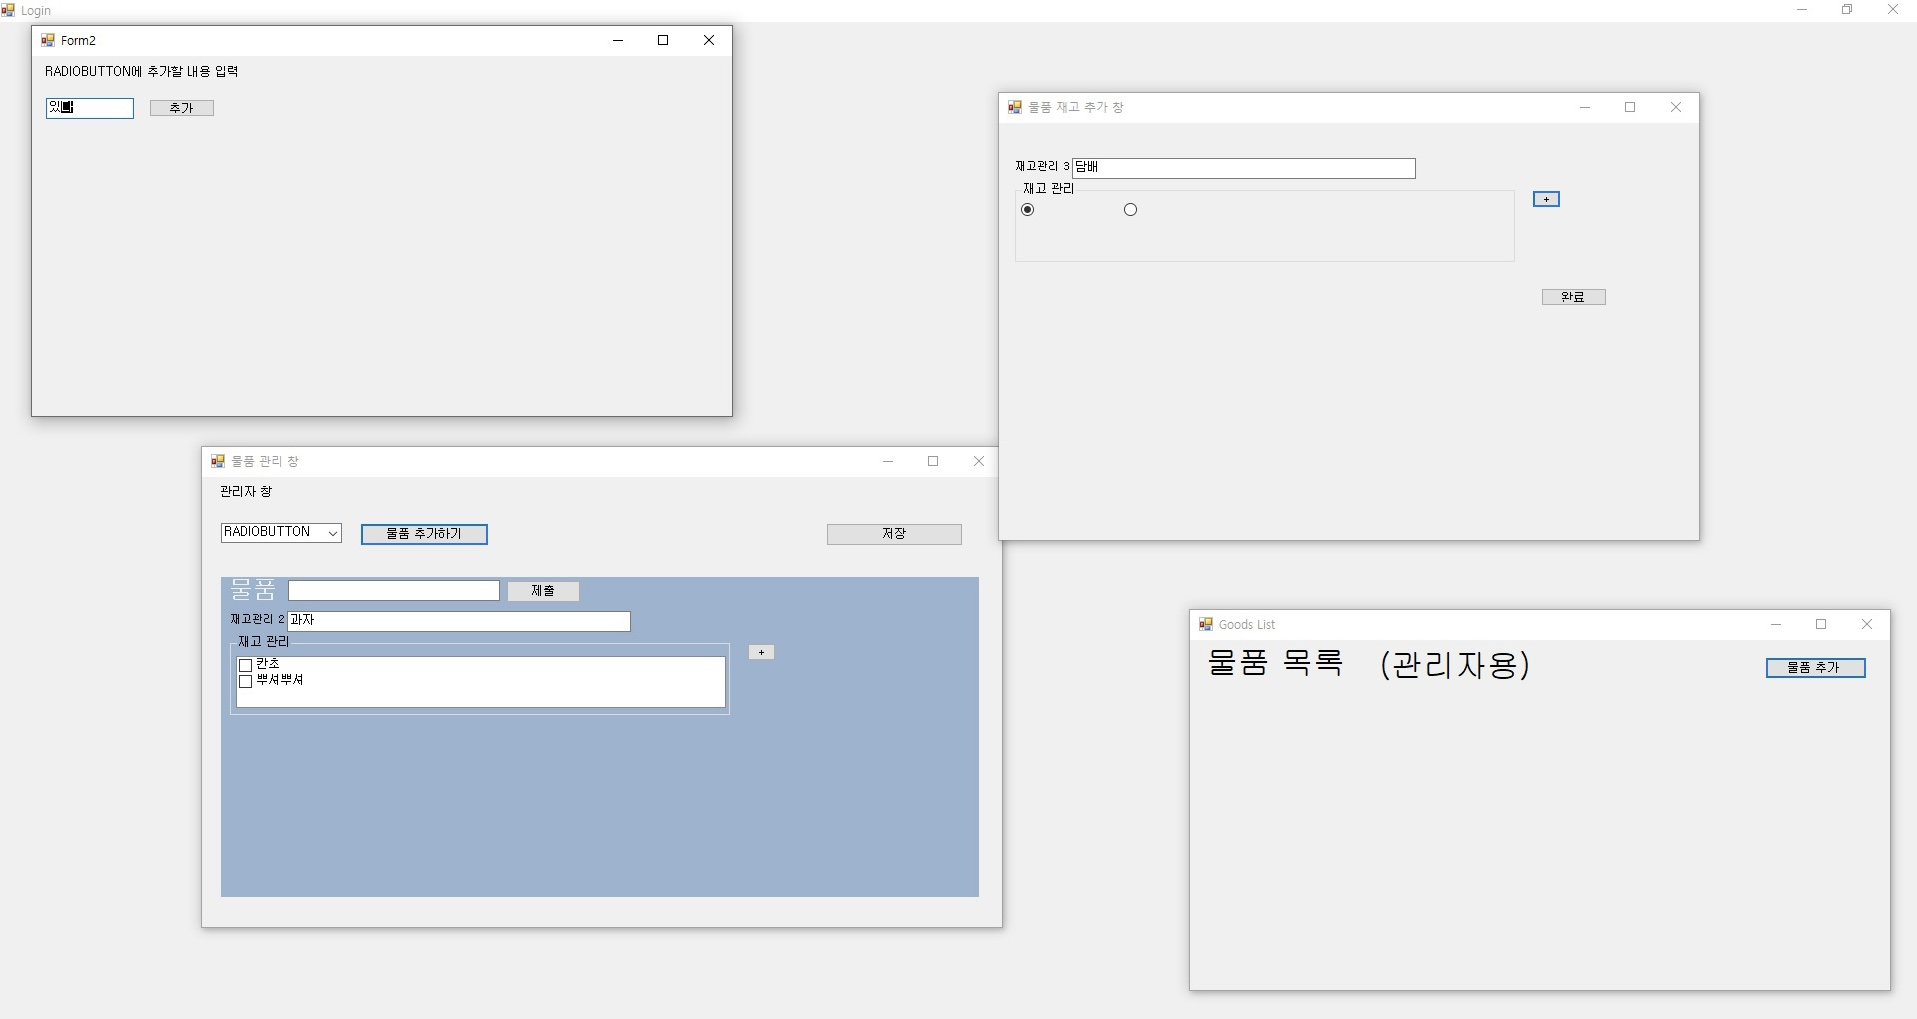 Login
Form2
RADIOBUTTON에 추가할 내용 입력
추가
물품 재고 추가 창
재고관리 3 담배
재고 관리
+
완료
물품 관리 창
관리자 창
RADIOBUTTON 물품 추가하기 저장
물품 제출
재고관리 2 과자
재고 관리
+
칸초
뿌셔뿌셔
Goods List
물품 목록 (관리자용) 물품 추가